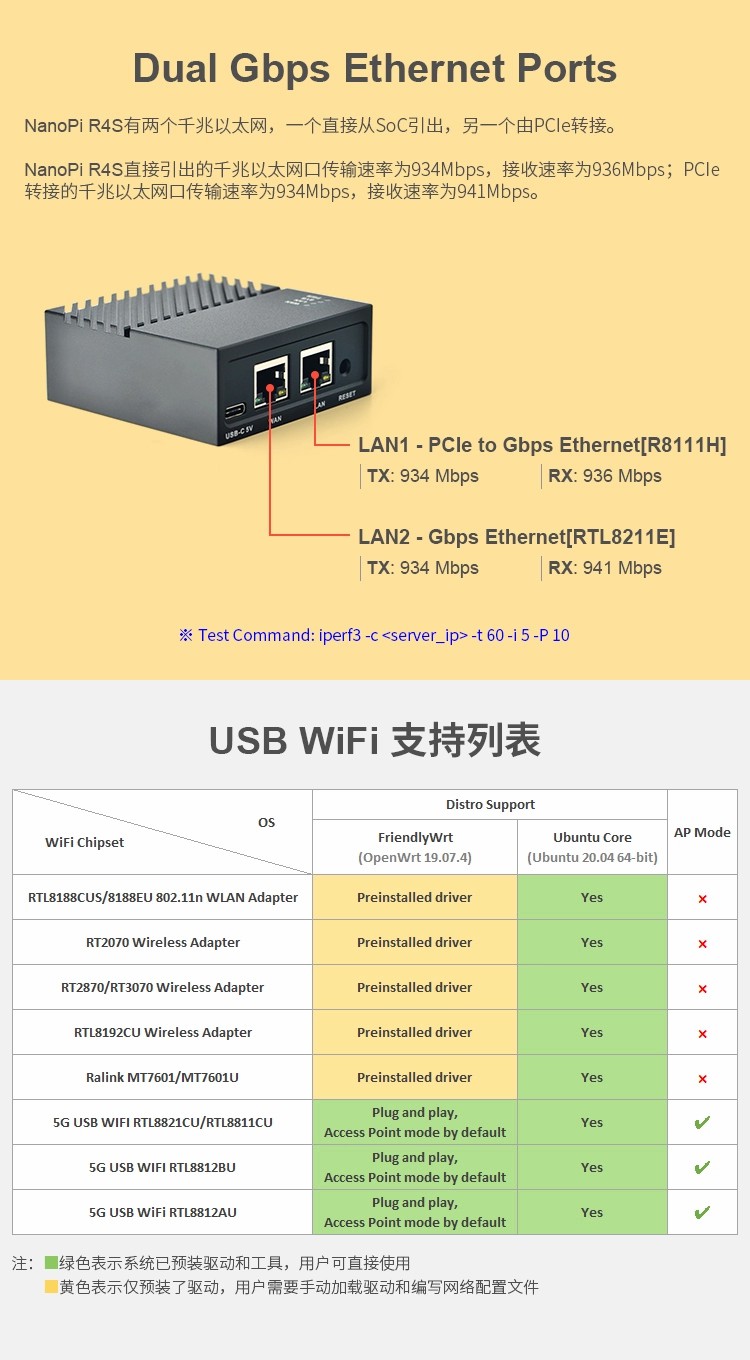 Dual Gbps Ethernet Ports
NanoPi R4S有两个千兆以太网，一个直接从SoC引出，另一个由PCIe转接。
NanoPi R4S直接引出的千兆以太网口传输速率为934Mbps，接收速率为936Mbps；PCIe
转接的千兆以太网口传输速率为934Mbps，接收速率为941Mbps。
USB-C 5V
WAN
LAN
RESET
LAN1 - PCIe to Gbps Ethernet[R8111H]
TX: 934 Mbps RX: 936 Mbps
LAN2 - Gbps Ethernet[RTL8211E]
TX: 934 Mbps RX: 941 Mbps
※ Test Command: iperf3 -c <server_ip> -t 60 -i 5 -P 10
USB WiFi 支持列表
OS
WiFi Chipset
Distro Support
AP Mode
FriendlyWrt
(OpenWrt 19.07.4)
Ubuntu Core
(Ubuntu 20.04 64-bit)
RTL8188CUS/8188EU 802.11n WLAN Adapter Preinstalled driver Yes ×
RT2070 Wireless Adapter Preinstalled driver Yes ×
RT2870/RT3070 Wireless Adapter Preinstalled driver Yes ×
RTL8192CU Wireless Adapter Preinstalled driver Yes ×
Ralink MT7601/MT7601U Preinstalled driver Yes ×
5G USB WIFI RTL8821CU/RTL8811CU Plug and play,
Access Point mode by default Yes ✓
5G USB WIFI RTL8812BU Plug and play,
Access Point mode by default Yes ✓
5G USB WiFi RTL8812AU Plug and play,
Access Point mode by default Yes ✓
注：绿色表示系统已预装驱动和工具，用户可直接使用
黄色表示仅预装了驱动，用户需要手动加载驱动和编写网络配置文件